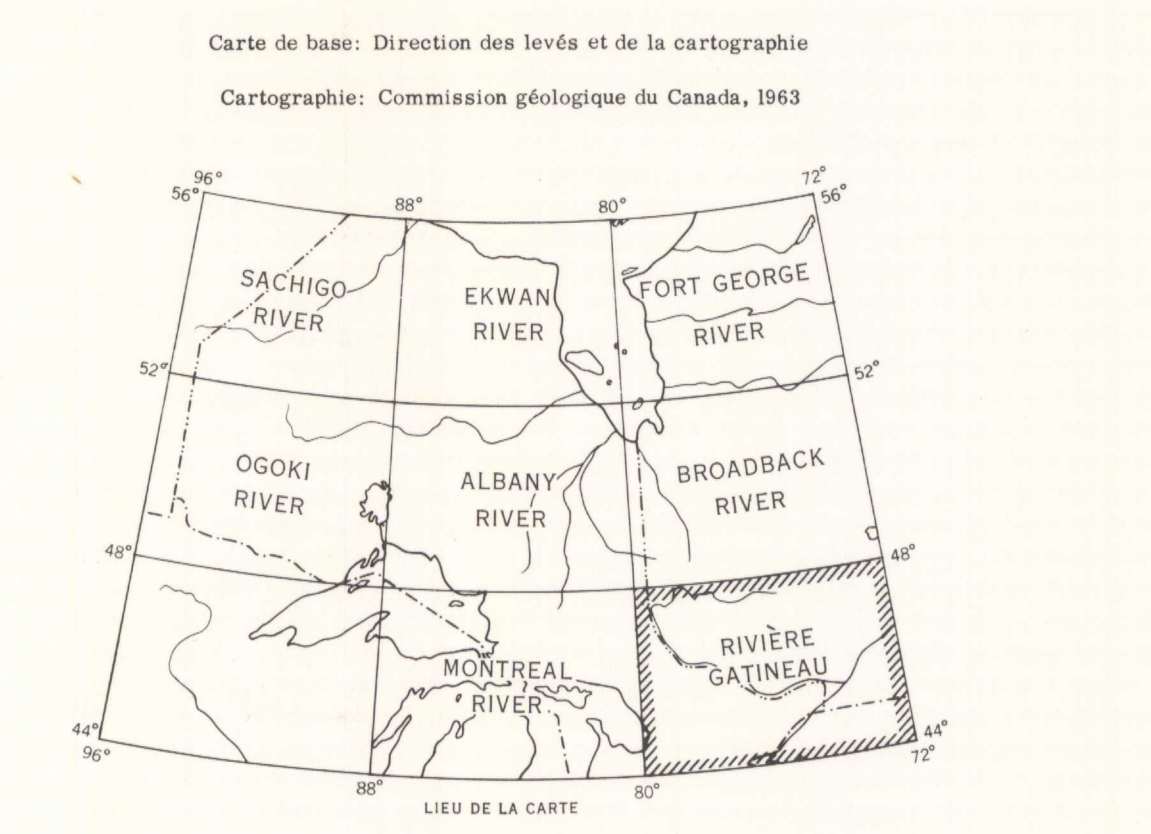 Carte de base: Direction des levés et de la cartographie
Cartographie: Commission géologique du Canada, 1963
96°
72°
56°
88°
80°
56°
SACHIGO
RIVER
EKWAN
RIVER
FORT GEORGE
RIVER
52°
52°
OGOKI
RIVER
ALBANY
RIVER
BROADBACK
RIVER
48°
48°
RIVIÈRE
GATINEAU
MONTREAL
RIVER
44°
44°
96°
72°
88°
80°
LIEU DE LA CARTE